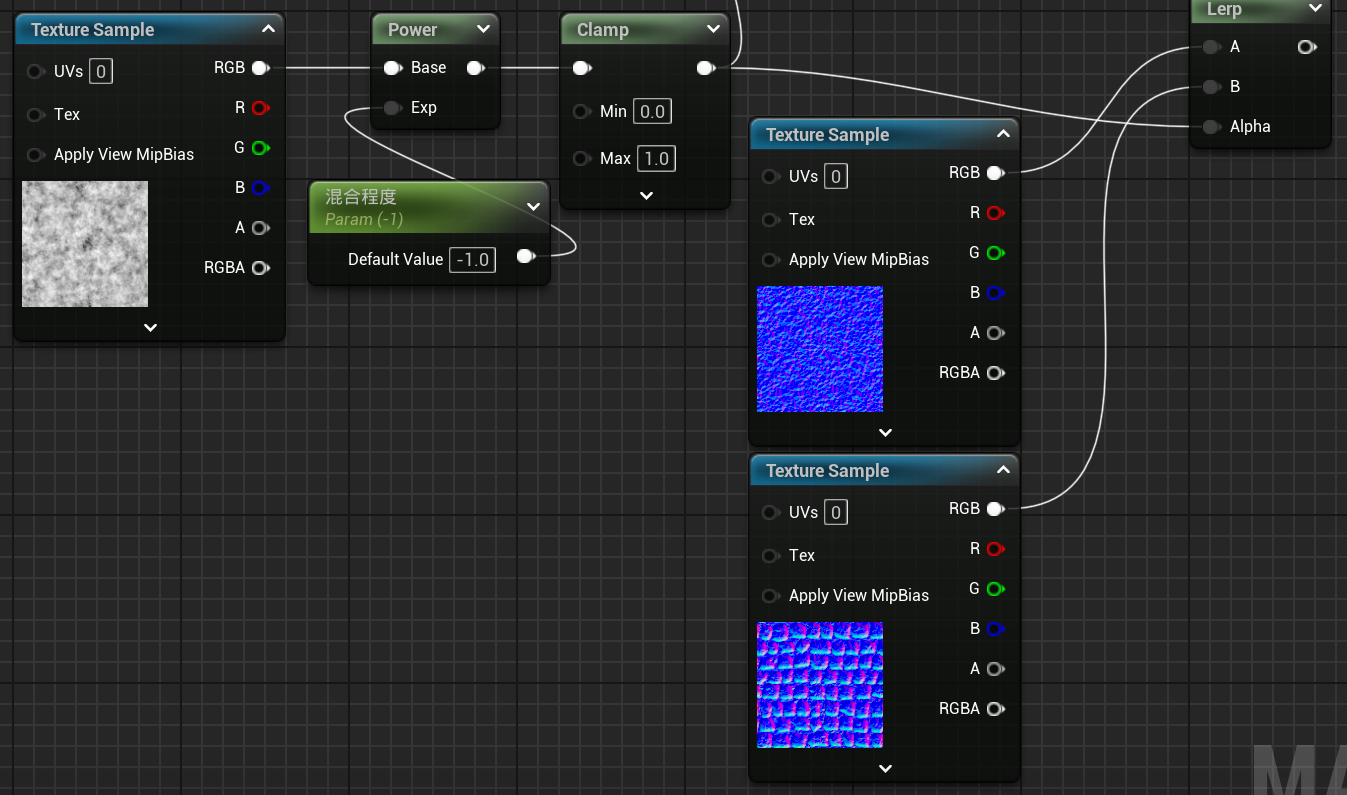 Texture Sample
UVs 0
RGB
Tex
R
Apply View MipBias
G
B
A
RGBA
Power
Base
Exp
混合程度
Param (-1)
Default Value -1.0
Clamp
Min 0.0
Max 1.0
Texture Sample
UVs 0
RGB
Tex
R
Apply View MipBias
G
B
A
RGBA
Texture Sample
UVs 0
RGB
Tex
R
Apply View MipBias
G
B
A
RGBA
Lerp
A
B
Alpha